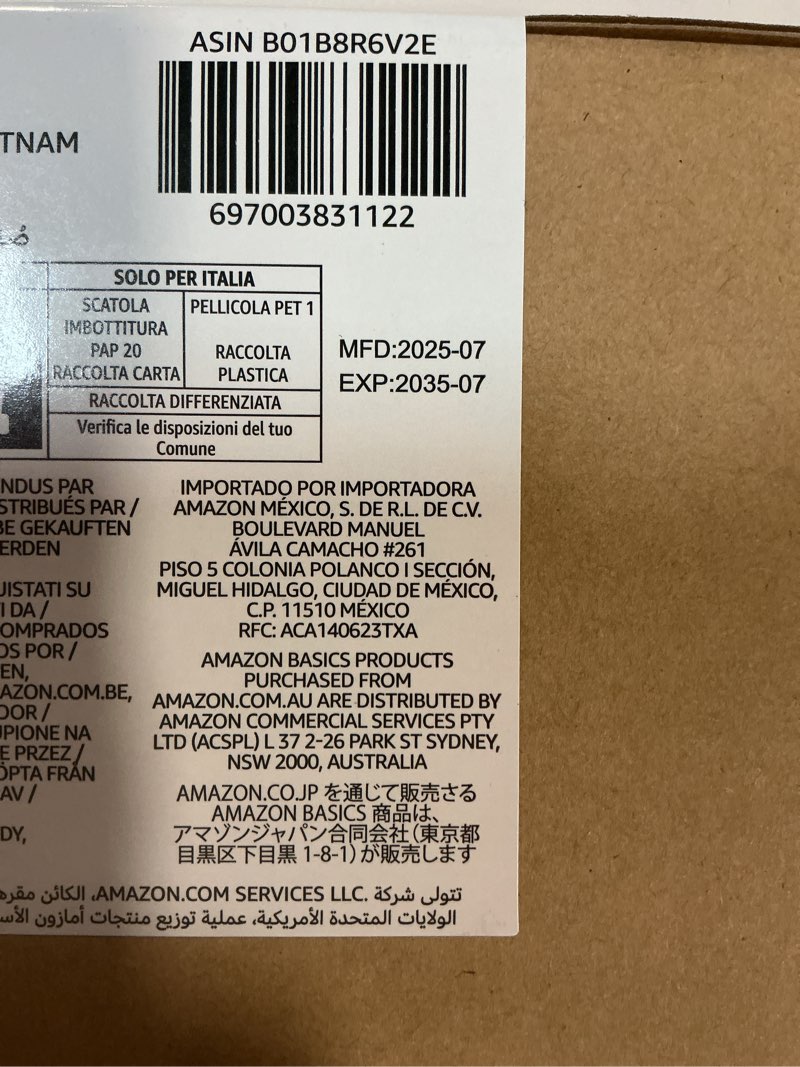 ASIN B01B8R6V2E
697003831122
TNAM
SOLO PER ITALIA
SCATOLA
IMBOTTITURA
PAP 20
RACCOLTA CARTA
PELLICOLA PET 1
RACCOLTA
PLASTICA
RACCOLTA DIFFERENZIATA
Verifica le disposizioni del tuo
Comune
MFD:2025-07
EXP:2035-07
NDUS PAR
STRIBUÉS PAR /
BE GEKAUFTEN
ERDEN
UISTATI SU
I DA /
OMPRADOS
OS POR /
EN,
AZON.COM.BE,
DOOR /
UPIONE NA
E PRZEZ /
ÖPTA FRÅN
AV /
DY,
IMPORTADO POR IMPORTADORA
AMAZON MÉXICO, S. DE R.L. DE C.V.
BOULEVARD MANUEL
ÁVILA CAMACHO #261
PISO 5 COLONIA POLANCO I SECCIÓN,
MIGUEL HIDALGO, CIUDAD DE MÉXICO,
C.P. 11510 MÉXICO
RFC: ACA140623TXA
AMAZON BASICS PRODUCTS
PURCHASED FROM
AMAZON.COM.AU ARE DISTRIBUTED BY
AMAZON COMMERCIAL SERVICES PTY
LTD (ACSPL) L 37 2-26 PARK ST SYDNEY,
NSW 2000, AUSTRALIA
AMAZON.CO.JP を通じて販売さる
AMAZON BASICS 商品は、
アマゾンジャパン合同会社（東京都
目黒区下目黒 1-8-1）が販売します
تتولى شركة AMAZON.COM SERVICES LLC.، الكائن مقره
الولايات المتحدة الأمريكية، عملية توزيع منتجات أمازون الأس